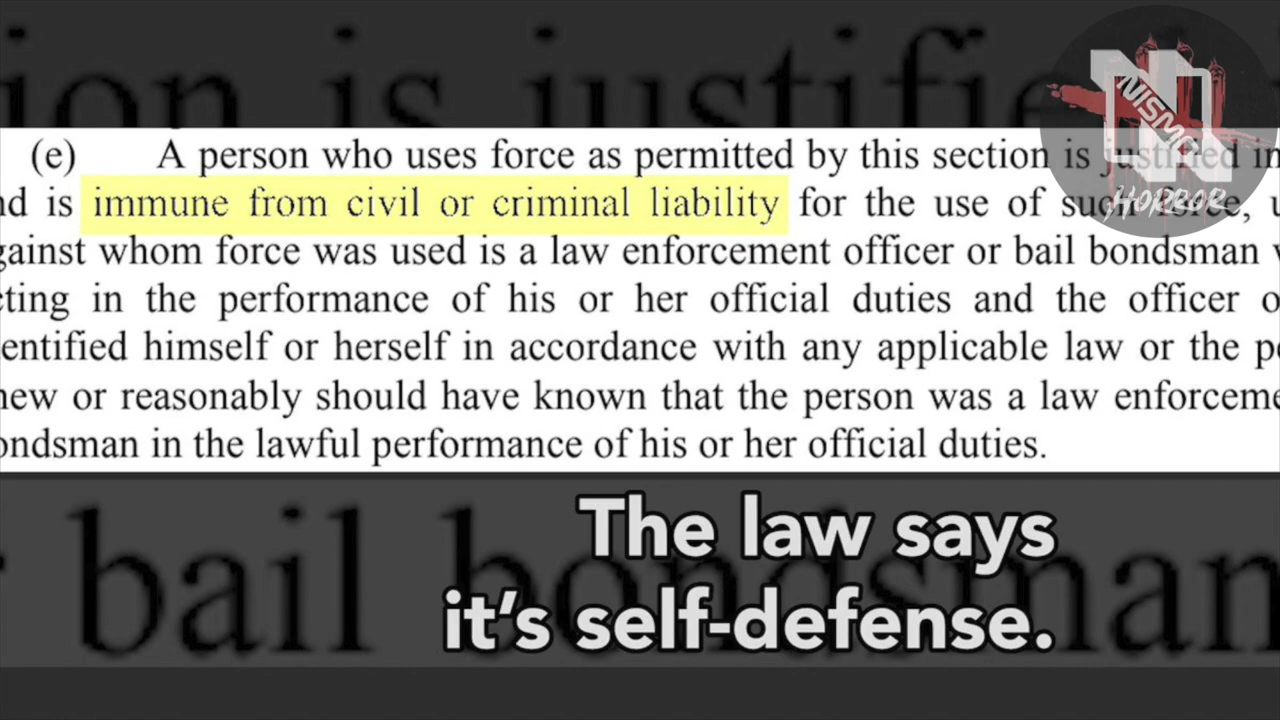 ion is justifie
NISMO
HORROR
(e) A person who uses force as permitted by this section is justified in
nd is immune from civil or criminal liability for the use of such force, u
gainst whom force was used is a law enforcement officer or bail bondsman w
cting in the performance of his or her official duties and the officer o
entified himself or herself in accordance with any applicable law or the pe
new or reasonably should have known that the person was a law enforceme
ondsman in the lawful performance of his or her official duties.
r bail bondsman
The law says
it's self-defense.